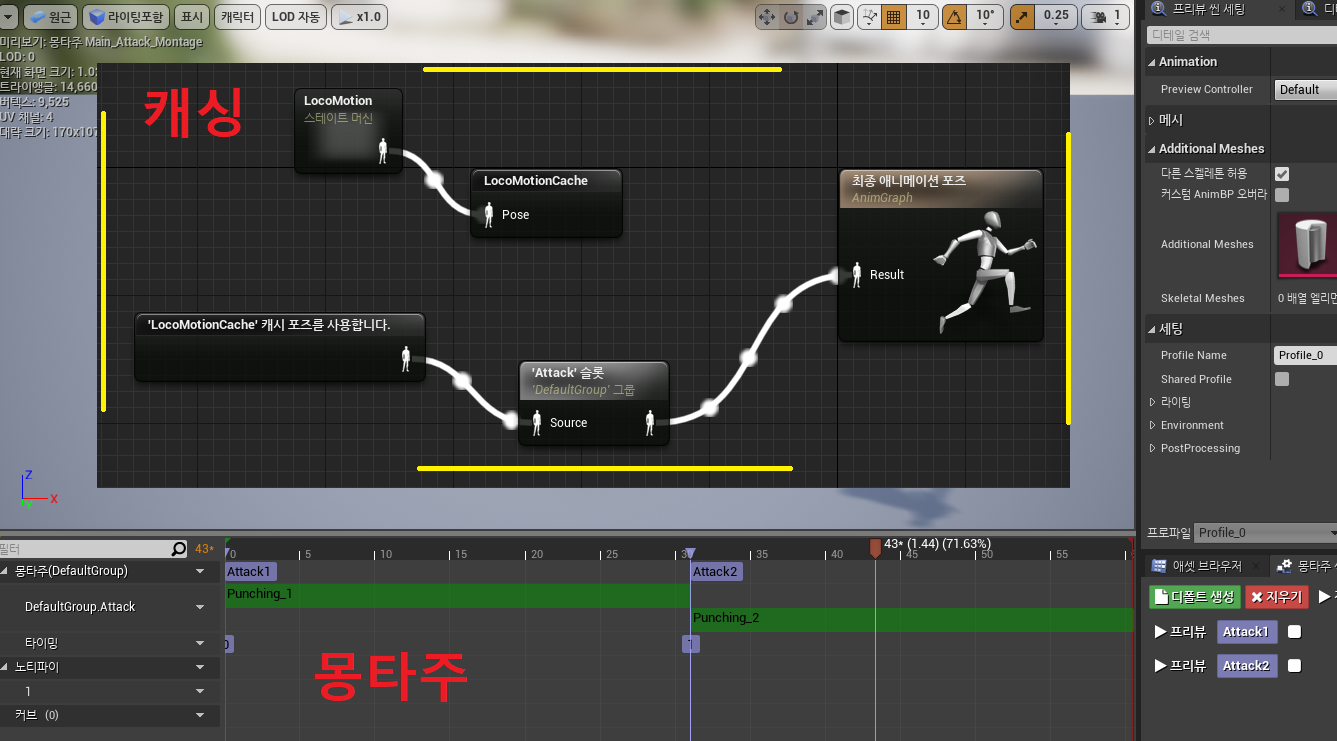 원근
라이팅포함
표시
캐릭터
LOD 자동
x1.0
10
10°
0.25
1
프리뷰 씬 세팅
미리보기: 몽타주 Main_Attack_Montage
LOD: 0
현재 화면 크기: 1.0
트라이앵글: 14,660
버텍스: 9,525
UV 채널: 4
대략 크기: 170x107
캐싱
LocoMotion
스테이트 머신
LocoMotionCache
Pose
최종 애니메이션 포즈
AnimGraph
Result
'LocoMotionCache' 캐시 포즈를 사용합니다.
'Attack' 슬롯
'DefaultGroup' 그룹
Source
Z
X
디테일 검색
Animation
Preview Controller
Default
메시
Additional Meshes
다른 스켈레톤 허용
커스텀 AnimBP 오버라
Additional Meshes
Skeletal Meshes
0 배열 엘리먼
세팅
Profile Name
Profile_0
Shared Profile
라이팅
Environment
PostProcessing
프로파일
Profile_0
필터
43*
0
5
10
15
20
25
35
40
45
50
55
43* (1.44) (71.63%)
몽타주(DefaultGroup)
Attack1
Attack2
Punching_1
DefaultGroup.Attack
Punching_2
타이밍
0
1
노티파이
1
커브 (0)
몽타주
애셋 브라우저
몽타주
디폴트 생성
지우기
프리뷰
Attack1
프리뷰
Attack2